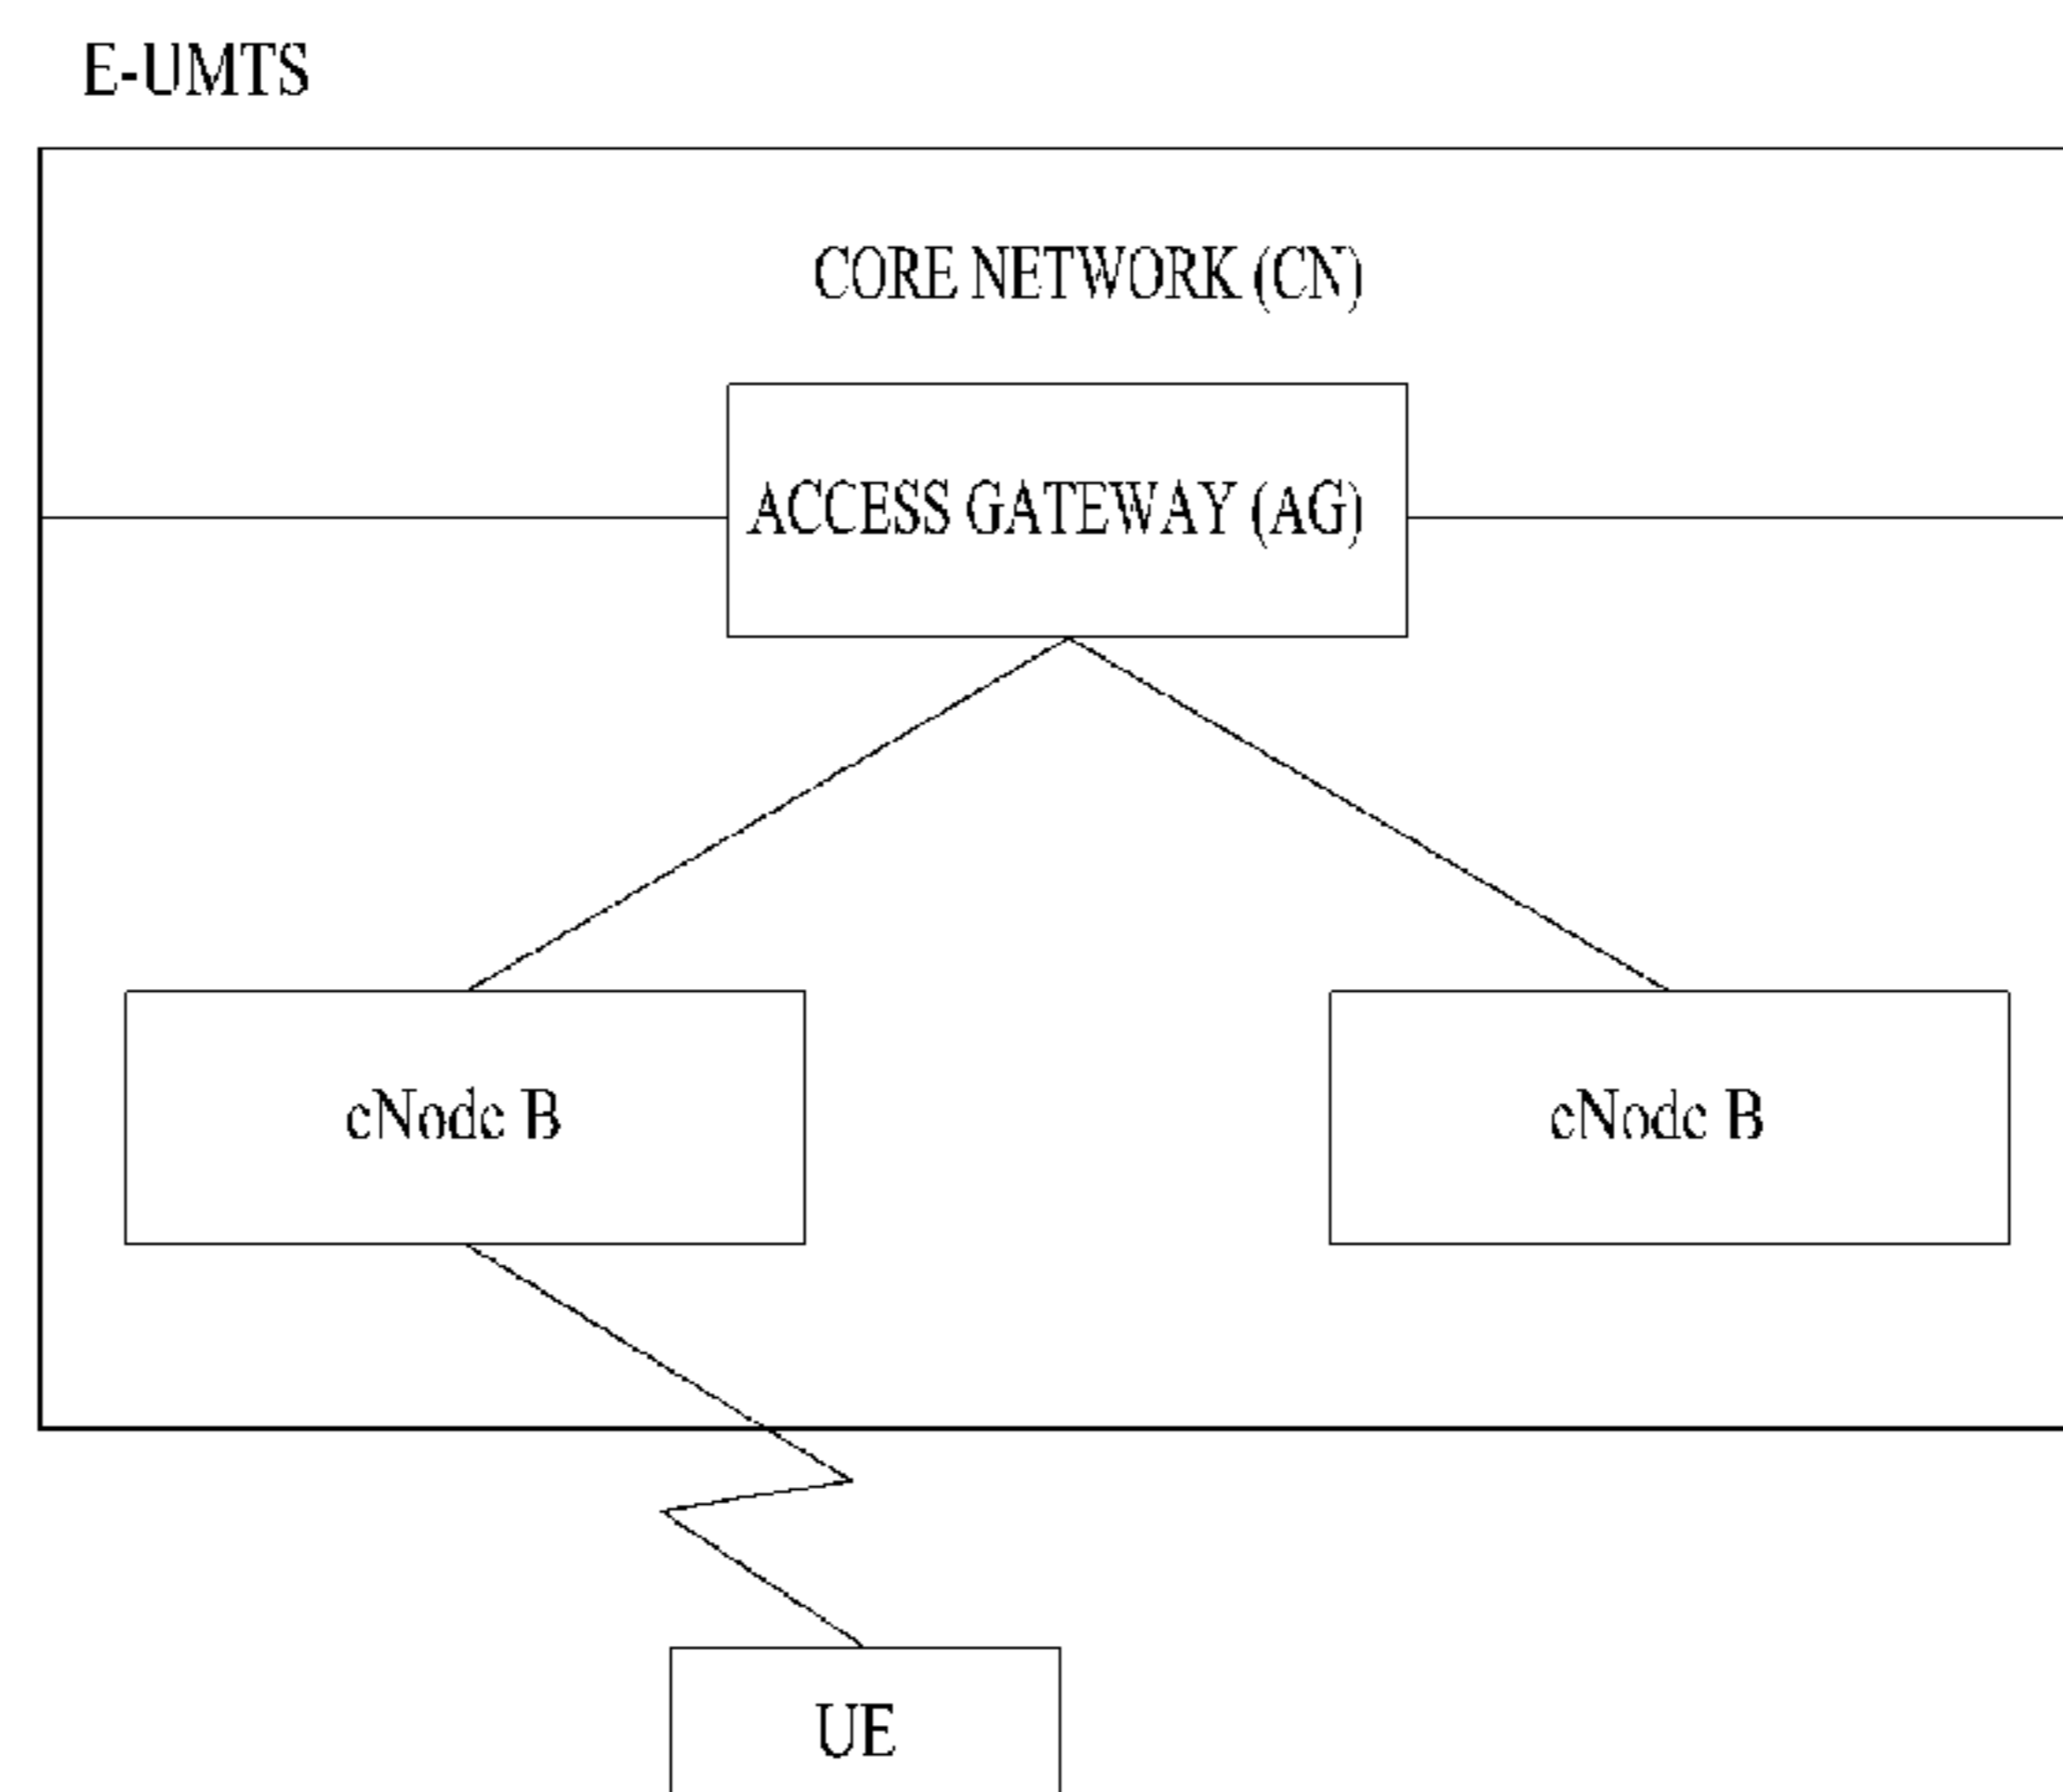 E-UMTS
CORE NETWORK (CN)
ACCESS GATEWAY (AG)
eNode B
eNode B
UE